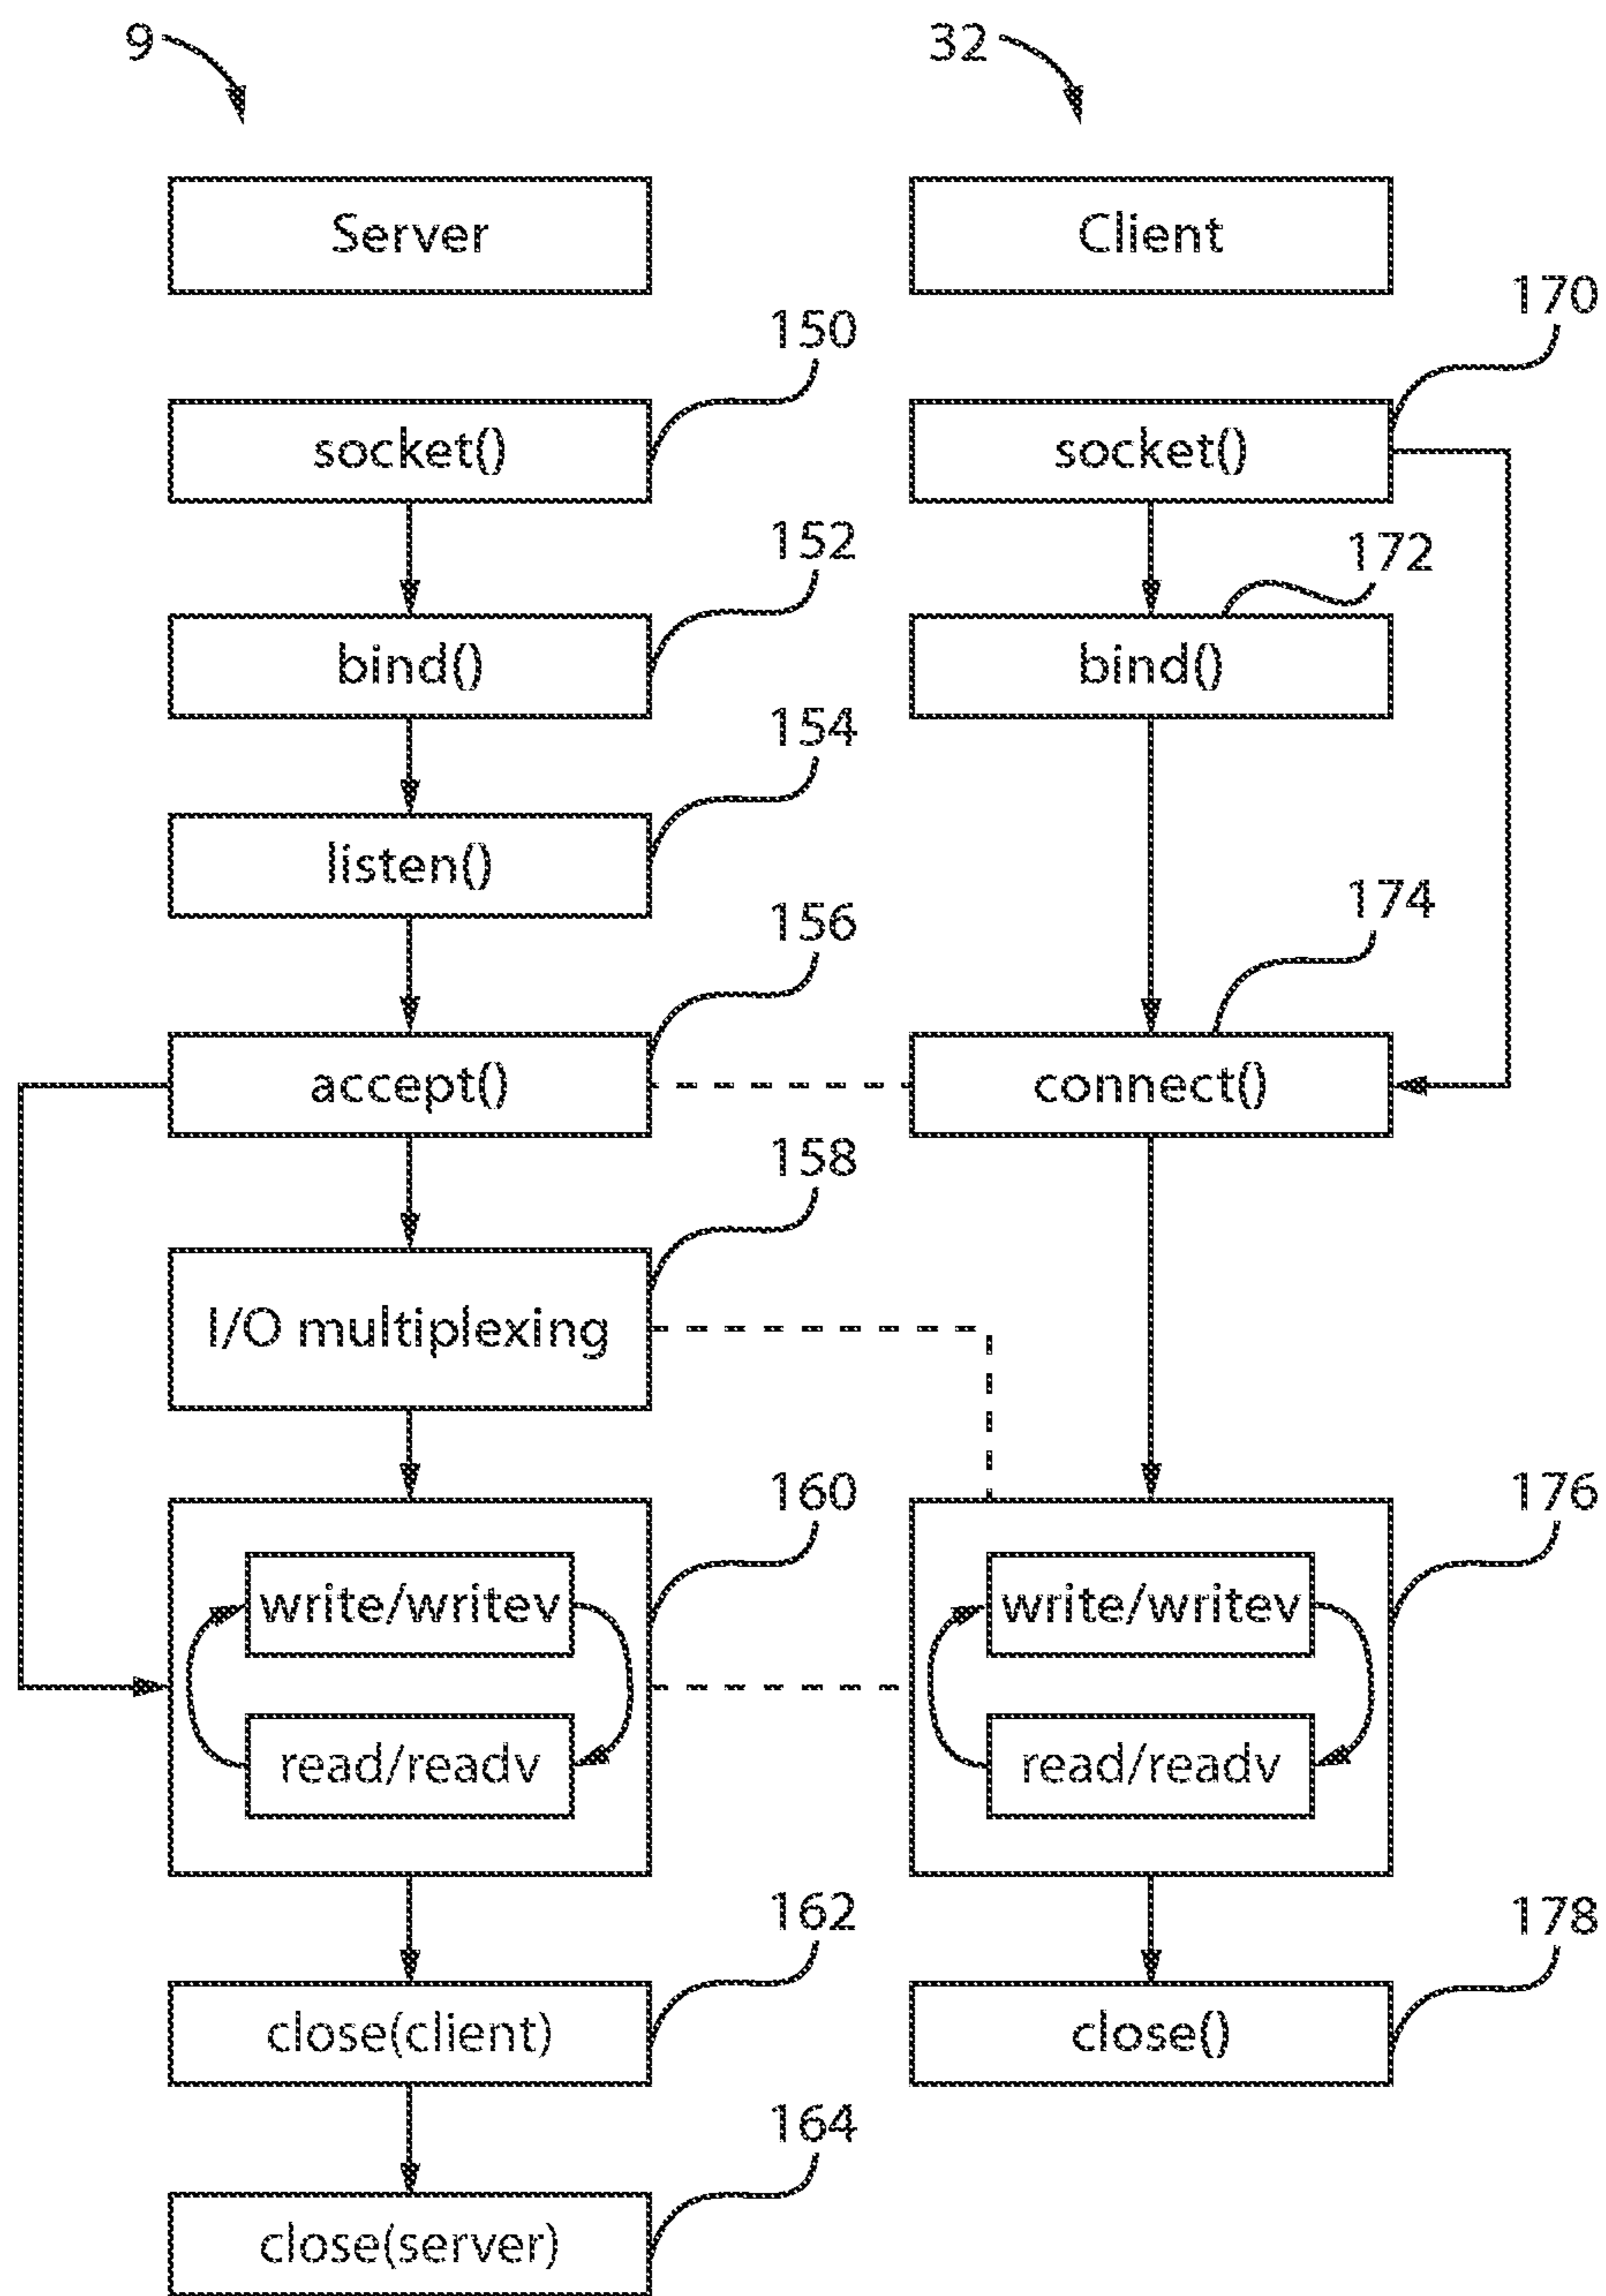 9
32
Server
Client
170
150
socket()
socket()
152
172
bind()
bind()
154
listen()
174
156
accept()
connect()
158
I/O multiplexing
160
176
write/writev
write/writev
read/readv
read/readv
162
178
close(client)
close()
164
close(server)